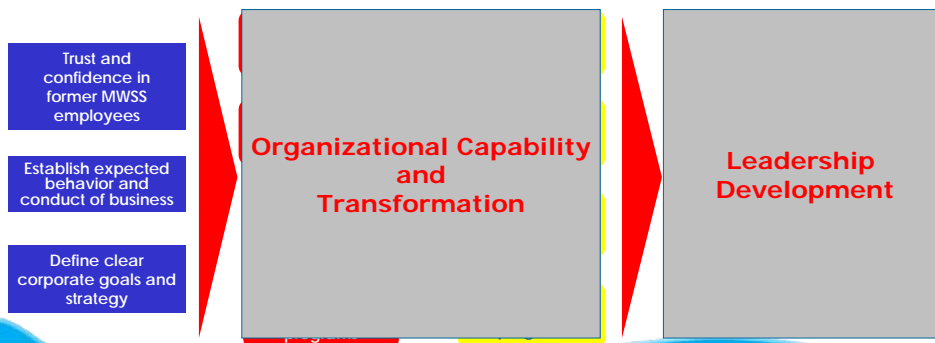 Trust and
confidence in
former MWSS
employees
Establish expected
behavior and
conduct of business
Define clear
corporate goals and
strategy
Organizational Capability
and
Transformation
Leadership
Development
programs